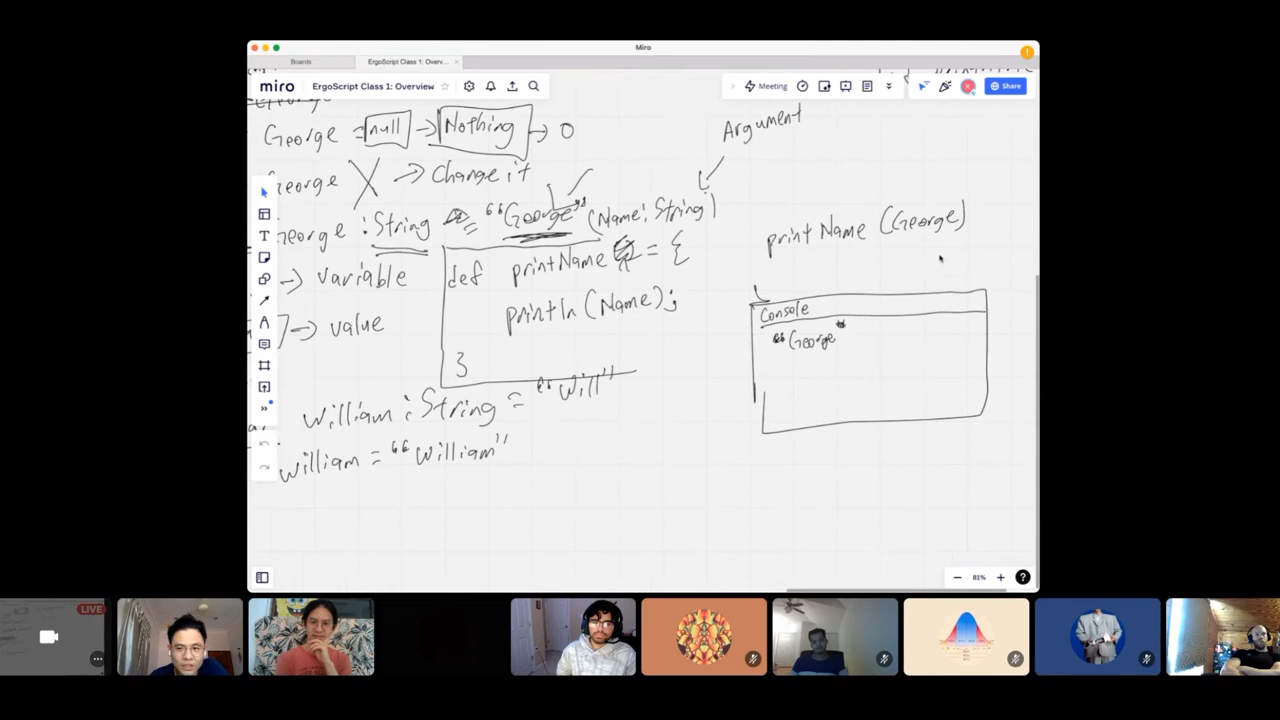 Miro
Boards
ErgoScript Class 1: Overv...
miro
ErgoScript Class 1: Overview
Meeting
Share
Argument
George = null → Nothing → 0
George X → Change it
George : String = "George" (Name: String)
→ variable
def printName = {
println (Name);
}
→ value
William : String = "Will"
William = "William"
printName (George)
Console
"George"
81%
LIVE